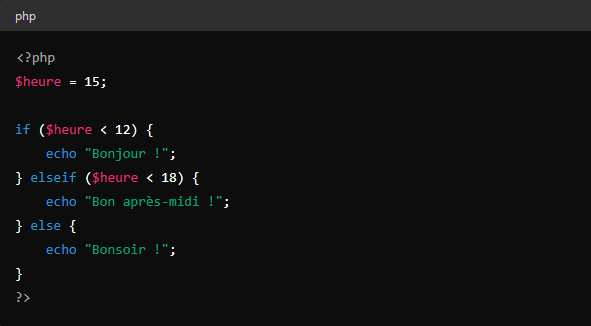 php
<?php
$heure = 15;
if ($heure < 12) {
    echo "Bonjour !";
} elseif ($heure < 18) {
    echo "Bon après-midi !";
} else {
    echo "Bonsoir !";
}
?>